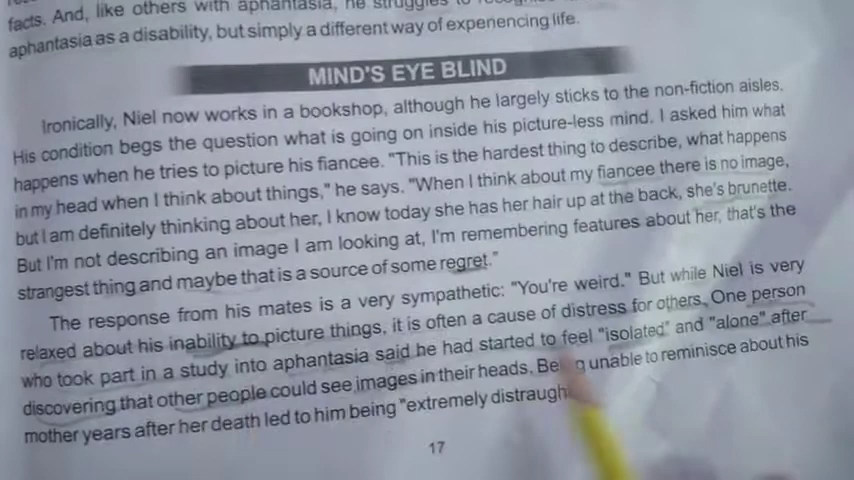 facts. And, like others with aphantasia, he struggles to
aphantasia as a disability, but simply a different way of experiencing life.
MIND'S EYE BLIND
Ironically, Niel now works in a bookshop, although he largely sticks to the non-fiction aisles.
His condition begs the question what is going on inside his picture-less mind. I asked him what
happens when he tries to picture his fiancee. "This is the hardest thing to describe, what happens
in my head when I think about things," he says. "When I think about my fiancee there is no image,
but I am definitely thinking about her, I know today she has her hair up at the back, she's brunette.
But I'm not describing an image I am looking at, I'm remembering features about her, that's the
strangest thing and maybe that is a source of some regret."
The response from his mates is a very sympathetic: "You're weird." But while Niel is very
relaxed about his inability to picture things, it is often a cause of distress for others. One person
who took part in a study into aphantasia said he had started to feel "isolated" and "alone" after
discovering that other people could see images in their heads. Being unable to reminisce about his
mother years after her death led to him being "extremely distraugh
17